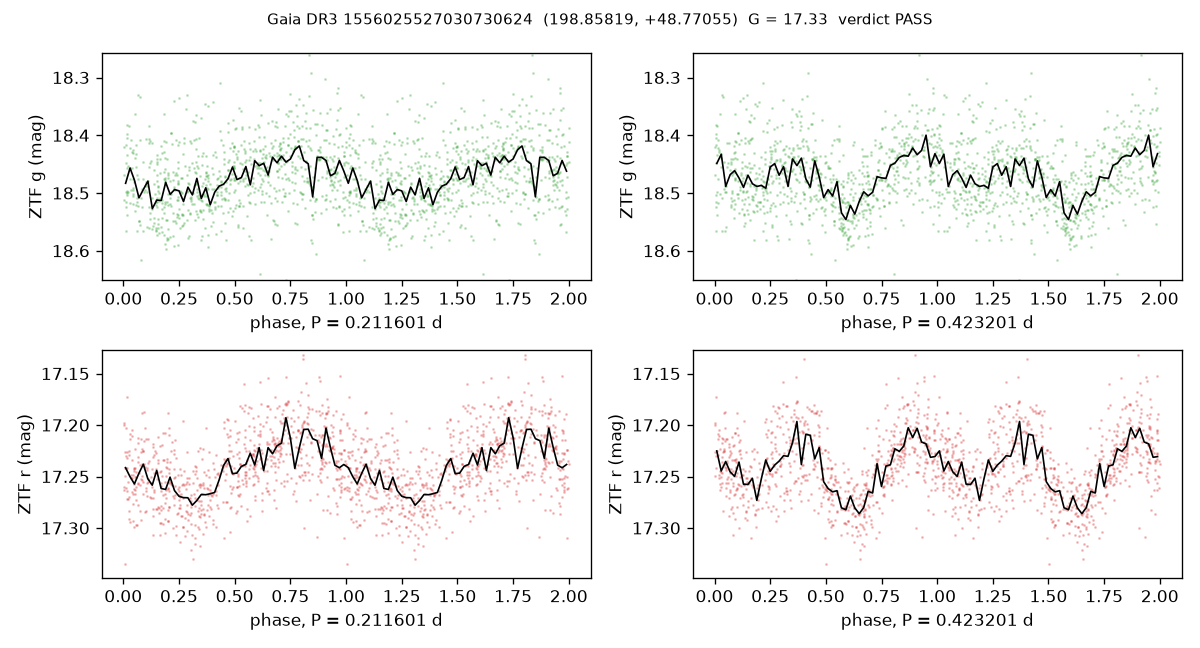 Gaia DR3 1556025527030730624 (198.85819, +48.77055) G = 17.33 verdict PASS
ZTF g (mag)
18.3
18.4
18.5
18.6
0.00 0.25 0.50 0.75 1.00 1.25 1.50 1.75 2.00
phase, P = 0.211601 d
ZTF g (mag)
18.3
18.4
18.5
18.6
0.00 0.25 0.50 0.75 1.00 1.25 1.50 1.75 2.00
phase, P = 0.423201 d
ZTF r (mag)
17.15
17.20
17.25
17.30
0.00 0.25 0.50 0.75 1.00 1.25 1.50 1.75 2.00
phase, P = 0.211601 d
ZTF r (mag)
17.15
17.20
17.25
17.30
0.00 0.25 0.50 0.75 1.00 1.25 1.50 1.75 2.00
phase, P = 0.423201 d